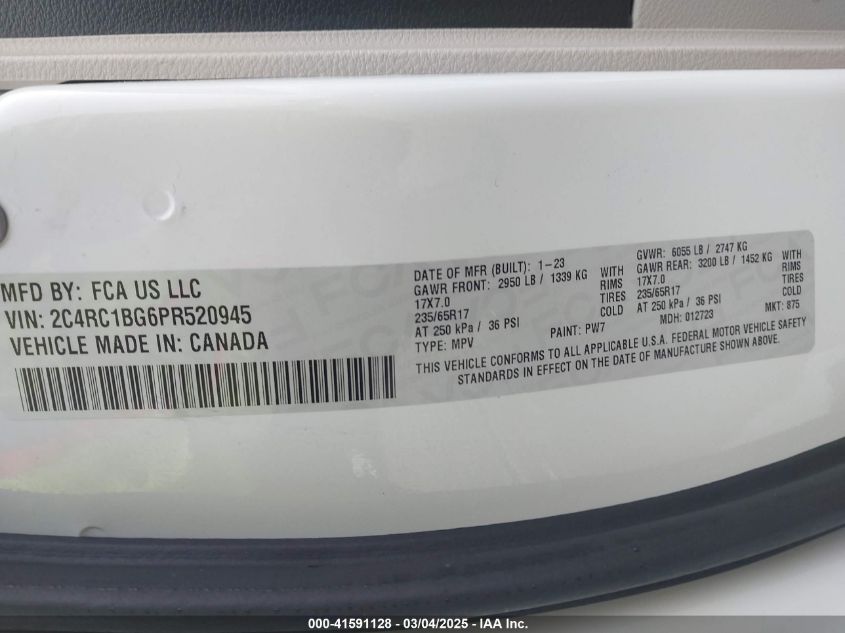 MFD BY: FCA US LLC
VIN: 2C4RC1BG6PR520945
VEHICLE MADE IN: CANADA
DATE OF MFR (BUILT): 1-23
GAWR FRONT: 2950 LB / 1339 KG WITH
17X7.0 RIMS
235/65R17 TIRES
AT 250 kPa / 36 PSI COLD
TYPE: MPV PAINT: PW7
GVWR: 6055 LB / 2747 KG
GAWR REAR: 3200 LB / 1452 KG WITH
17X7.0 RIMS
235/65R17 TIRES
AT 250 kPa / 36 PSI COLD
MDH: 012723 MKT: 875
THIS VEHICLE CONFORMS TO ALL APPLICABLE U.S.A. FEDERAL MOTOR VEHICLE SAFETY
STANDARDS IN EFFECT ON THE DATE OF MANUFACTURE SHOWN ABOVE.
000-41591128 - 03/04/2025 - IAA Inc.